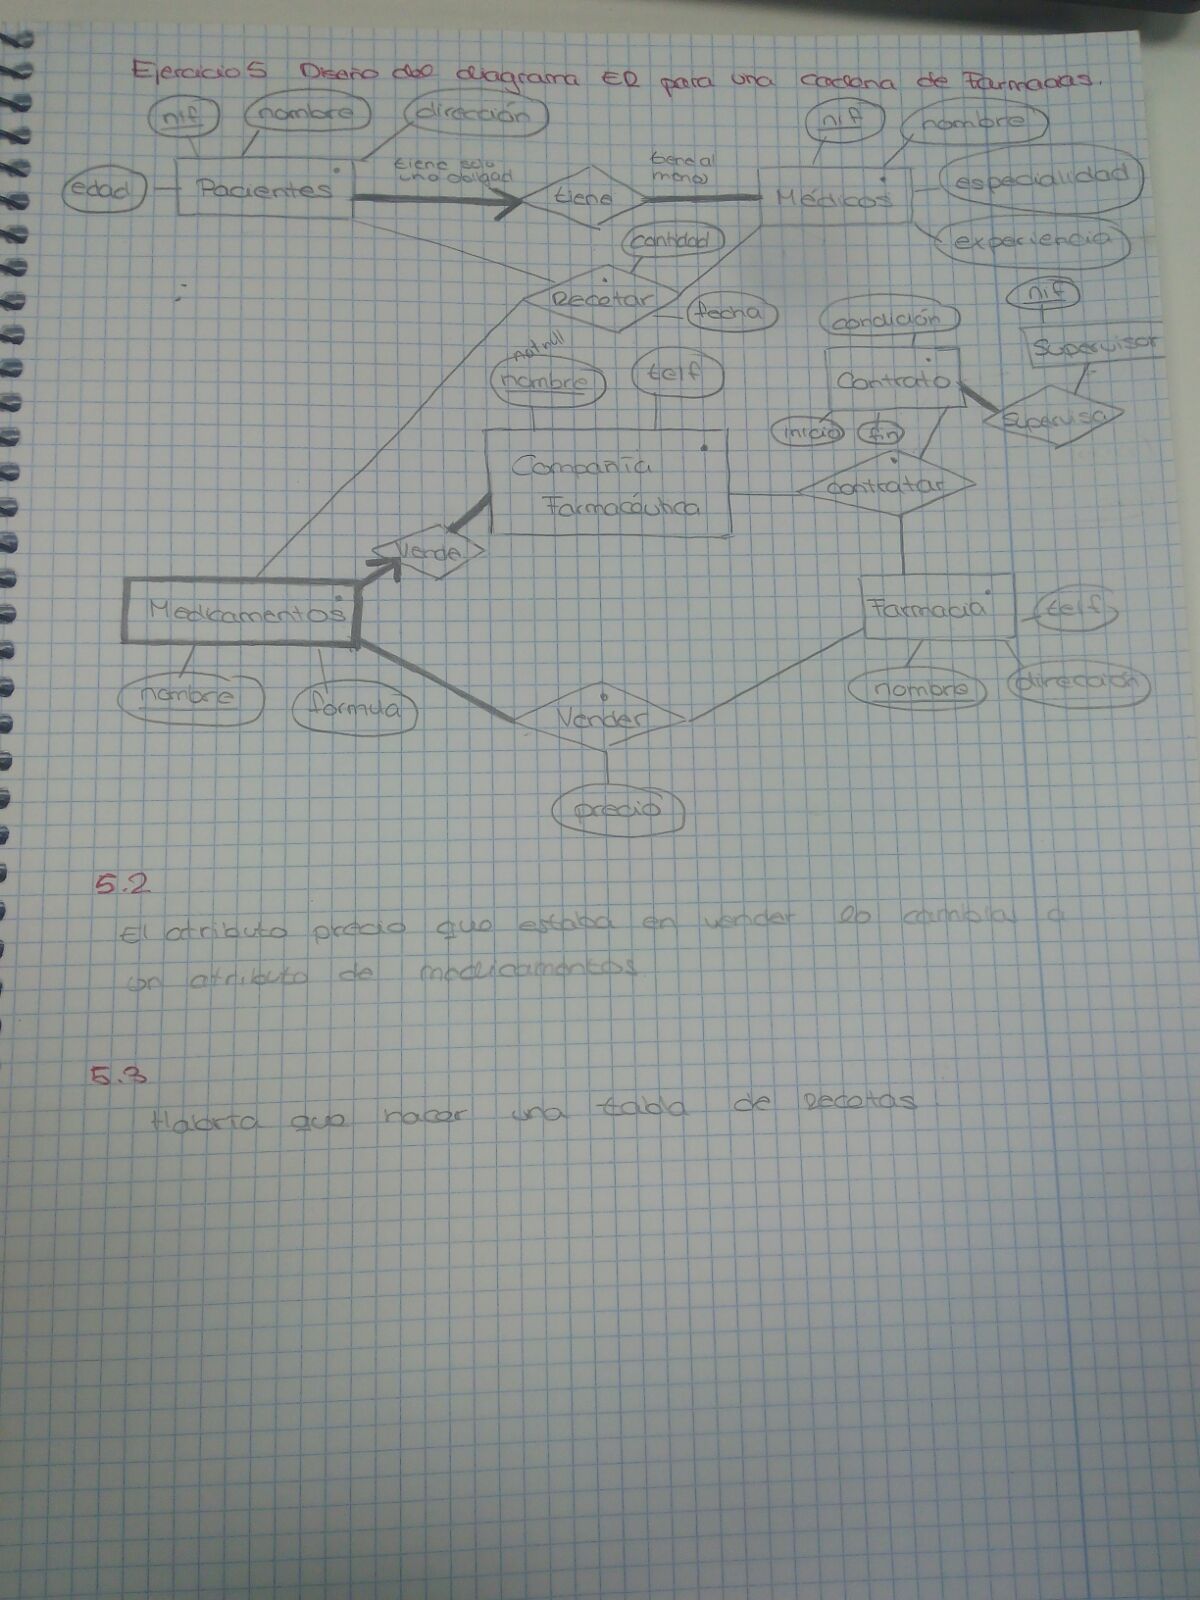 Ejercicio 5 Diseño del diagrama ER para una cadena de Farmacias.
nif nombre dirección nif nombre
edad Pacientes tiene solo uno obligad tiene tiene al menos Médicos especialidad
cantidad experiencia
Recetar fecha condición nif
not null Supervisor
nombre telf Contrato
inicio fin Supervisa
Compañía
Farmacéutica contratar
Vende
Medicamentos Farmacia telf
nombre formula nombre dirección
Vender
precio
5.2
El atributo precio que estaba en vender lo cambia a
un atributo de medicamentos.
5.3
Habría que hacer una tabla de Recetas